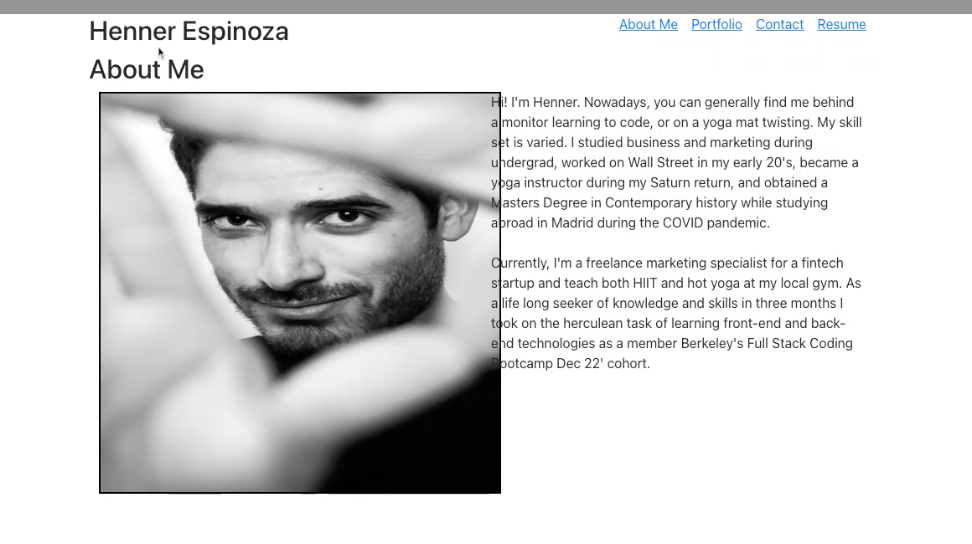 Henner Espinoza
About Me Portfolio Contact Resume
About Me
Hi! I'm Henner. Nowadays, you can generally find me behind
a monitor learning to code, or on a yoga mat twisting. My skill
set is varied. I studied business and marketing during
undergrad, worked on Wall Street in my early 20's, became a
yoga instructor during my Saturn return, and obtained a
Masters Degree in Contemporary history while studying
abroad in Madrid during the COVID pandemic.
Currently, I'm a freelance marketing specialist for a fintech
startup and teach both HIIT and hot yoga at my local gym. As
a life long seeker of knowledge and skills in three months I
took on the herculean task of learning front-end and back-
end technologies as a member Berkeley's Full Stack Coding
Bootcamp Dec 22' cohort.